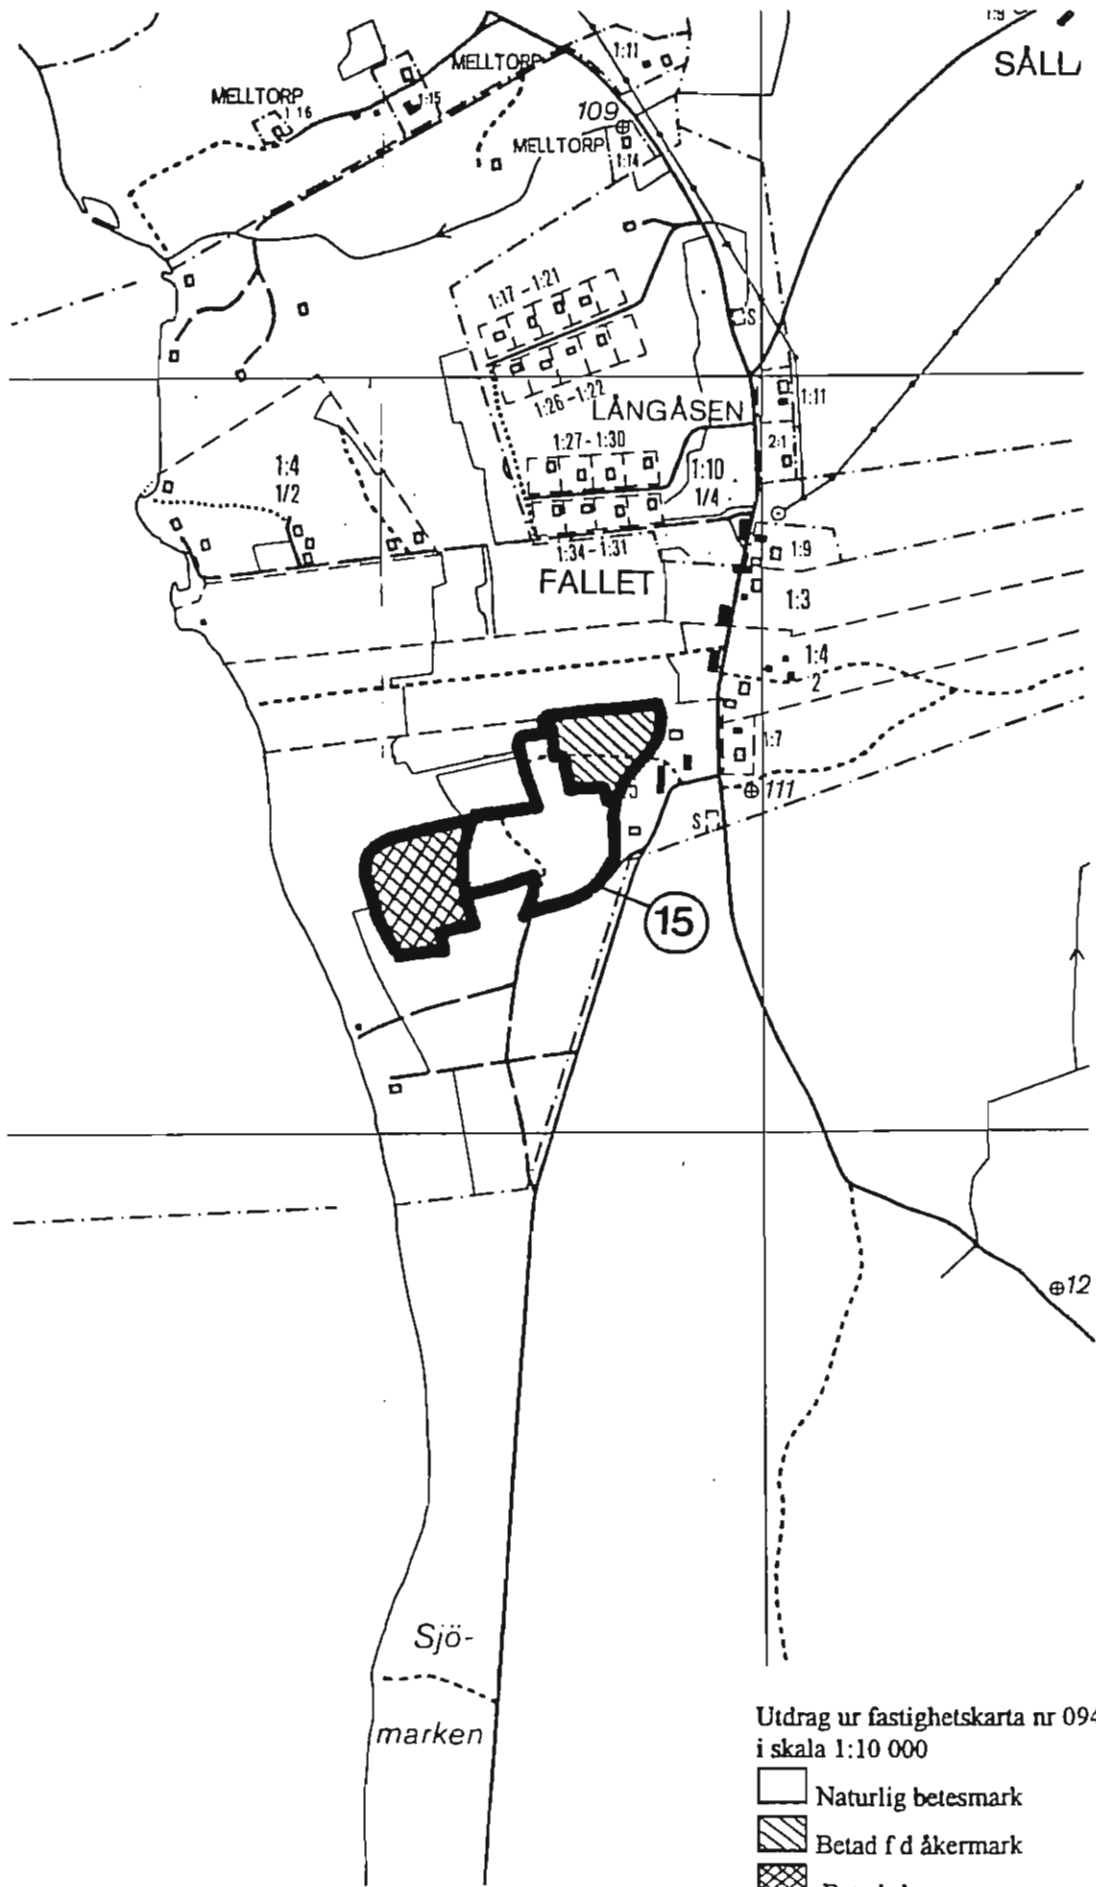 1:9
SÅLL
MELLTORP
1:11
MELLTORP
1:16
1:15
109
MELLTORP
1:14
1:17-1:21
S
1:26-1:22
LÅNGÅSEN
1:11
1:27-1:30
2:1
1:4
1/2
1:10
1/4
1:34-1:31
1:9
FALLET
1:3
1:4
2
1:7
111
S
15
12
Sjö-
marken
Utdrag ur fastighetskarta nr 094
i skala 1:10 000
Naturlig betesmark
Betad f d åkermark